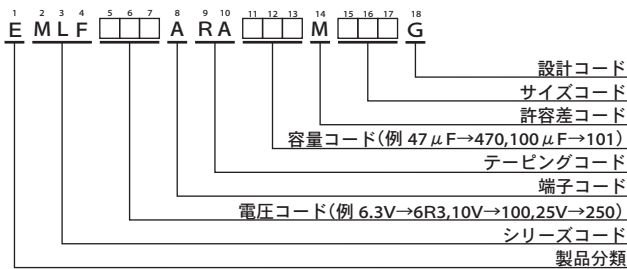 1 2 3 4 5 6 7 8 9 10 11 12 13 14 15 16 17 18
E M L F □□□ A R A □□□ M □□□ G
設計コード
サイズコード
許容差コード
容量コード(例 47μF→470,100μF→101)
テーピングコード
端子コード
電圧コード(例 6.3V→6R3,10V→100,25V→250)
シリーズコード
製品分類